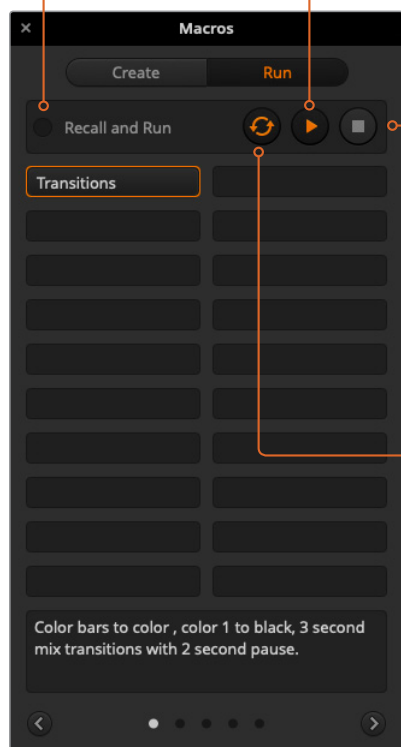 Macros
Create Run
Recall and Run
Transitions
Color bars to color , color 1 to black, 3 second
mix transitions with 2 second pause.